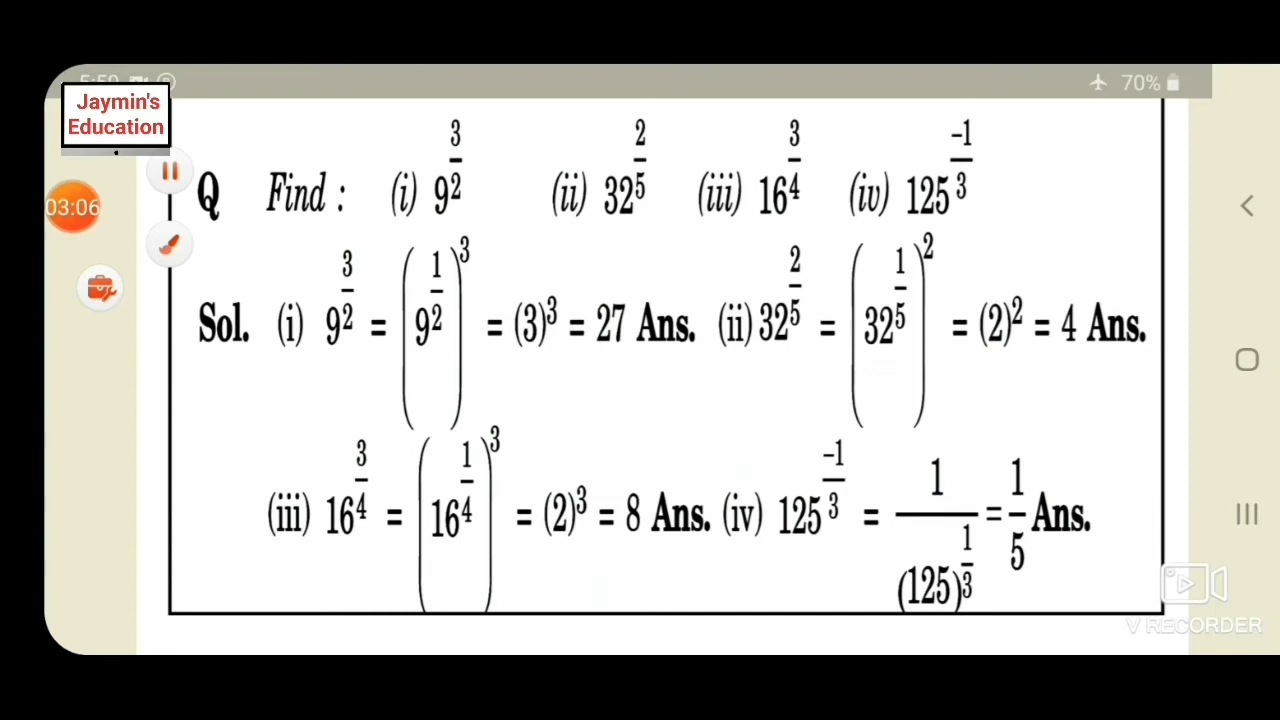 5:50
70%
Jaymin's
Education
03:06
Q Find : (i) 9^(3/2) (ii) 32^(2/5) (iii) 16^(3/4) (iv) 125^(-1/3)
Sol. (i) 9^(3/2) = (9^(1/2))^3 = (3)^3 = 27 Ans. (ii) 32^(2/5) = (32^(1/5))^2 = (2)^2 = 4 Ans.
(iii) 16^(3/4) = (16^(1/4))^3 = (2)^3 = 8 Ans. (iv) 125^(-1/3) = 1/(125)^(1/3) = 1/5 Ans.
V RECORDER